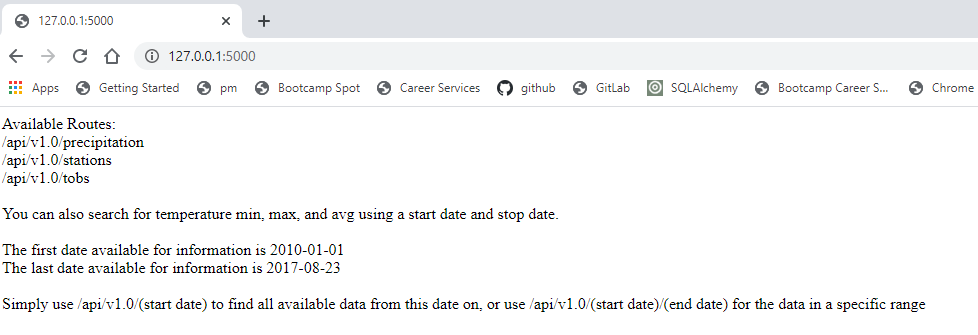 127.0.0.1:5000
127.0.0.1:5000
Apps Getting Started pm Bootcamp Spot Career Services github GitLab SQLAlchemy Bootcamp Career S... Chrome
Available Routes:
/api/v1.0/precipitation
/api/v1.0/stations
/api/v1.0/tobs
You can also search for temperature min, max, and avg using a start date and stop date.
The first date available for information is 2010-01-01
The last date available for information is 2017-08-23
Simply use /api/v1.0/(start date) to find all available data from this date on, or use /api/v1.0/(start date)/(end date) for the data in a specific range